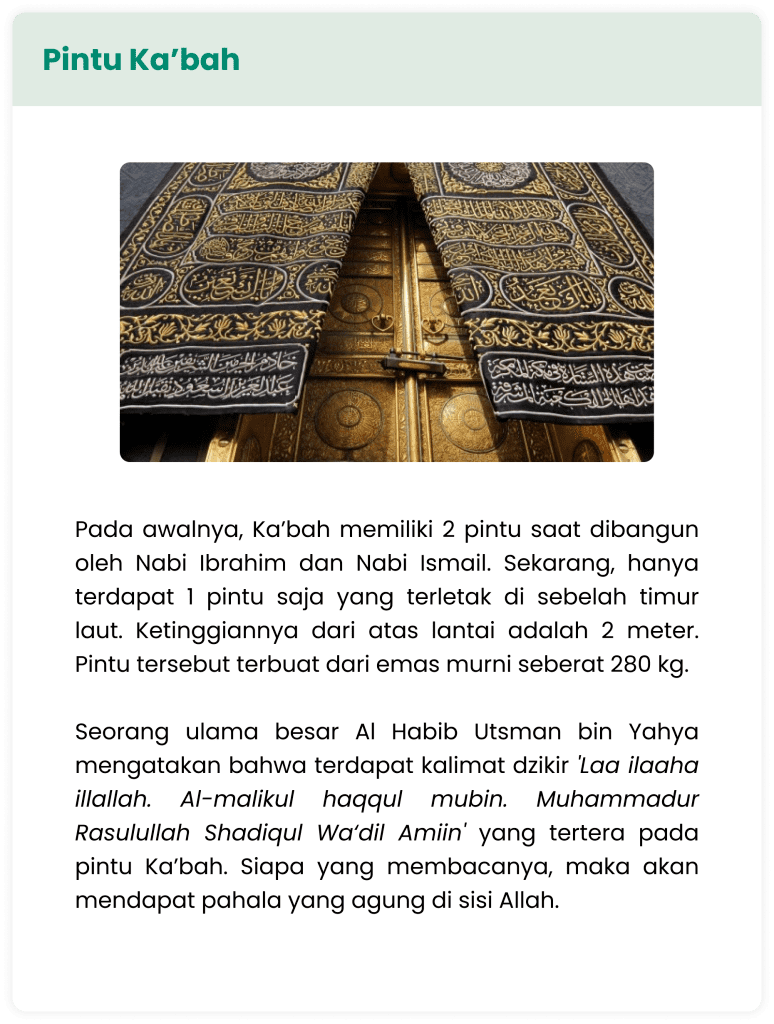 Pintu Ka’bah
خادم الحرمين الشريفين
Pada awalnya, Ka’bah memiliki 2 pintu saat dibangun
oleh Nabi Ibrahim dan Nabi Ismail. Sekarang, hanya
terdapat 1 pintu saja yang terletak di sebelah timur
laut. Ketinggiannya dari atas lantai adalah 2 meter.
Pintu tersebut terbuat dari emas murni seberat 280 kg.
Seorang ulama besar Al Habib Utsman bin Yahya
mengatakan bahwa terdapat kalimat dzikir 'Laa ilaaha
illallah. Al-malikul haqqul mubin. Muhammadur
Rasulullah Shadiqul Wa‘dil Amiin' yang tertera pada
pintu Ka’bah. Siapa yang membacanya, maka akan
mendapat pahala yang agung di sisi Allah.